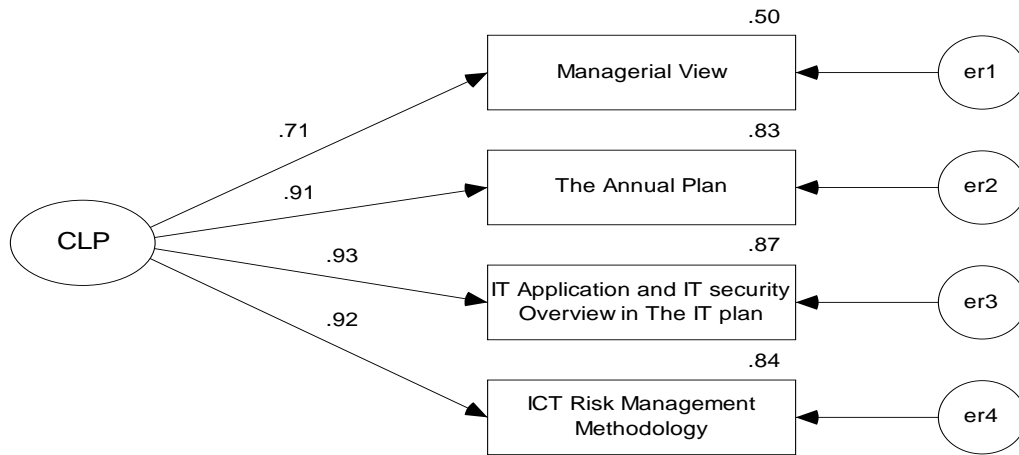 .50
Managerial View
er1
.71
.83
The Annual Plan
er2
.91
CLP
.93
.87
IT Application and IT security
Overview in The IT plan
er3
.92
.84
ICT Risk Management
Methodology
er4